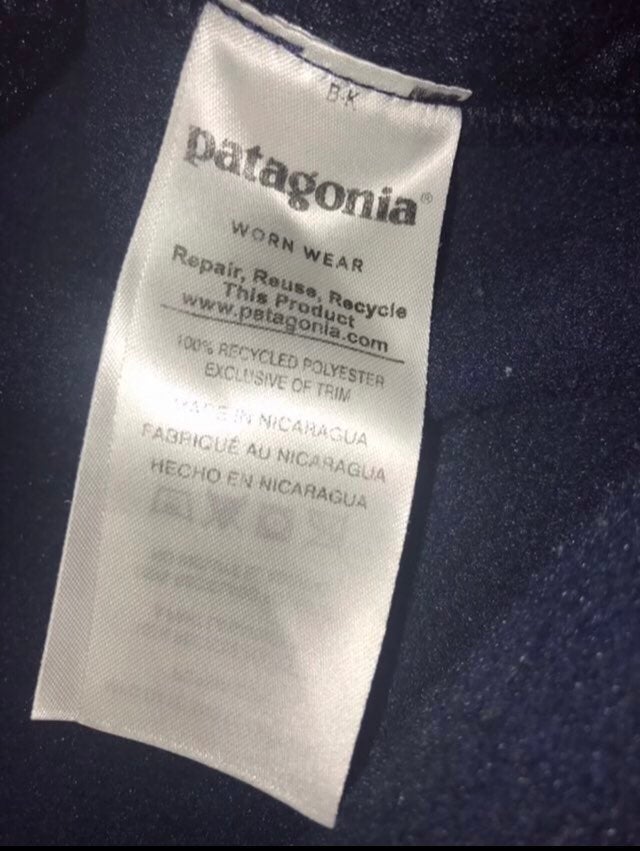 B-K
patagonia®
WORN WEAR
Repair, Reuse, Recycle
This Product
www.patagonia.com
100% RECYCLED POLYESTER
EXCLUSIVE OF TRIM
MADE IN NICARAGUA
FABRIQUÉ AU NICARAGUA
HECHO EN NICARAGUA